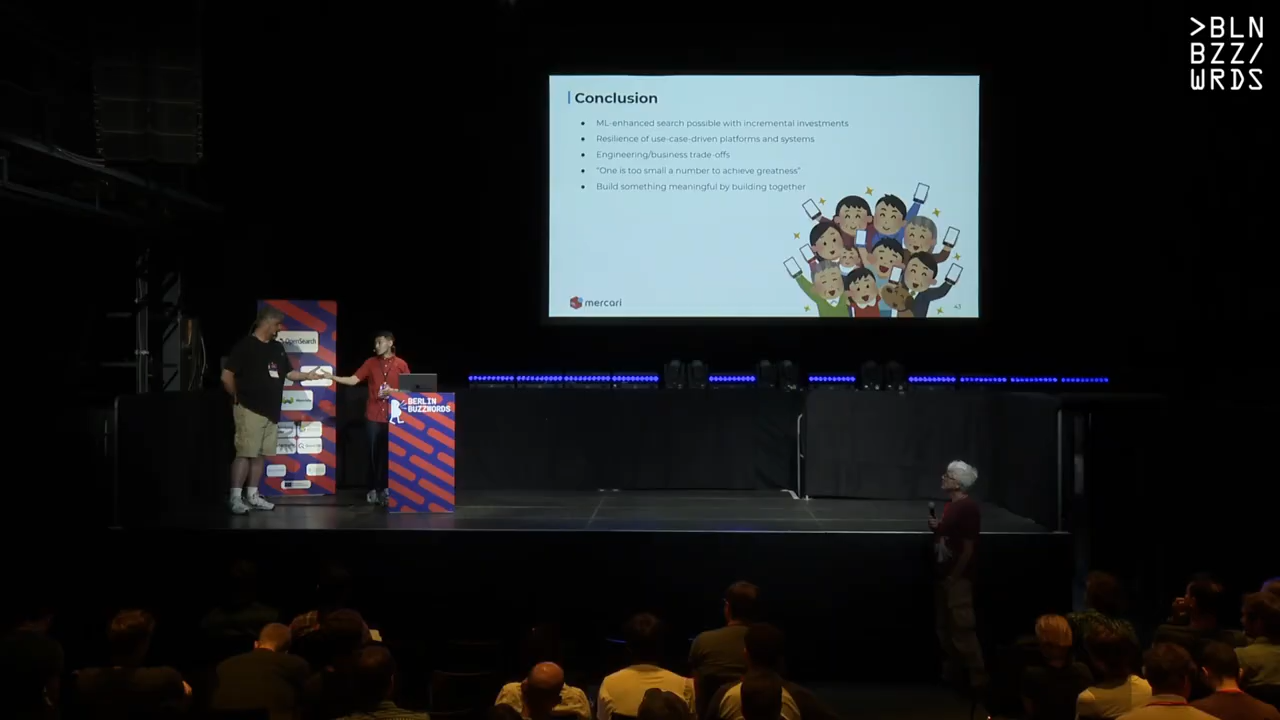 >BLN
BZZ/
WRDS
Conclusion
• ML-enhanced search possible with incremental investments
• Resilience of use-case-driven platforms and systems
• Engineering/business trade-offs
• "One is too small a number to achieve greatness"
• Build something meaningful by building together
mercari
43
OpenSearch
BERLIN
BUZZWORDS